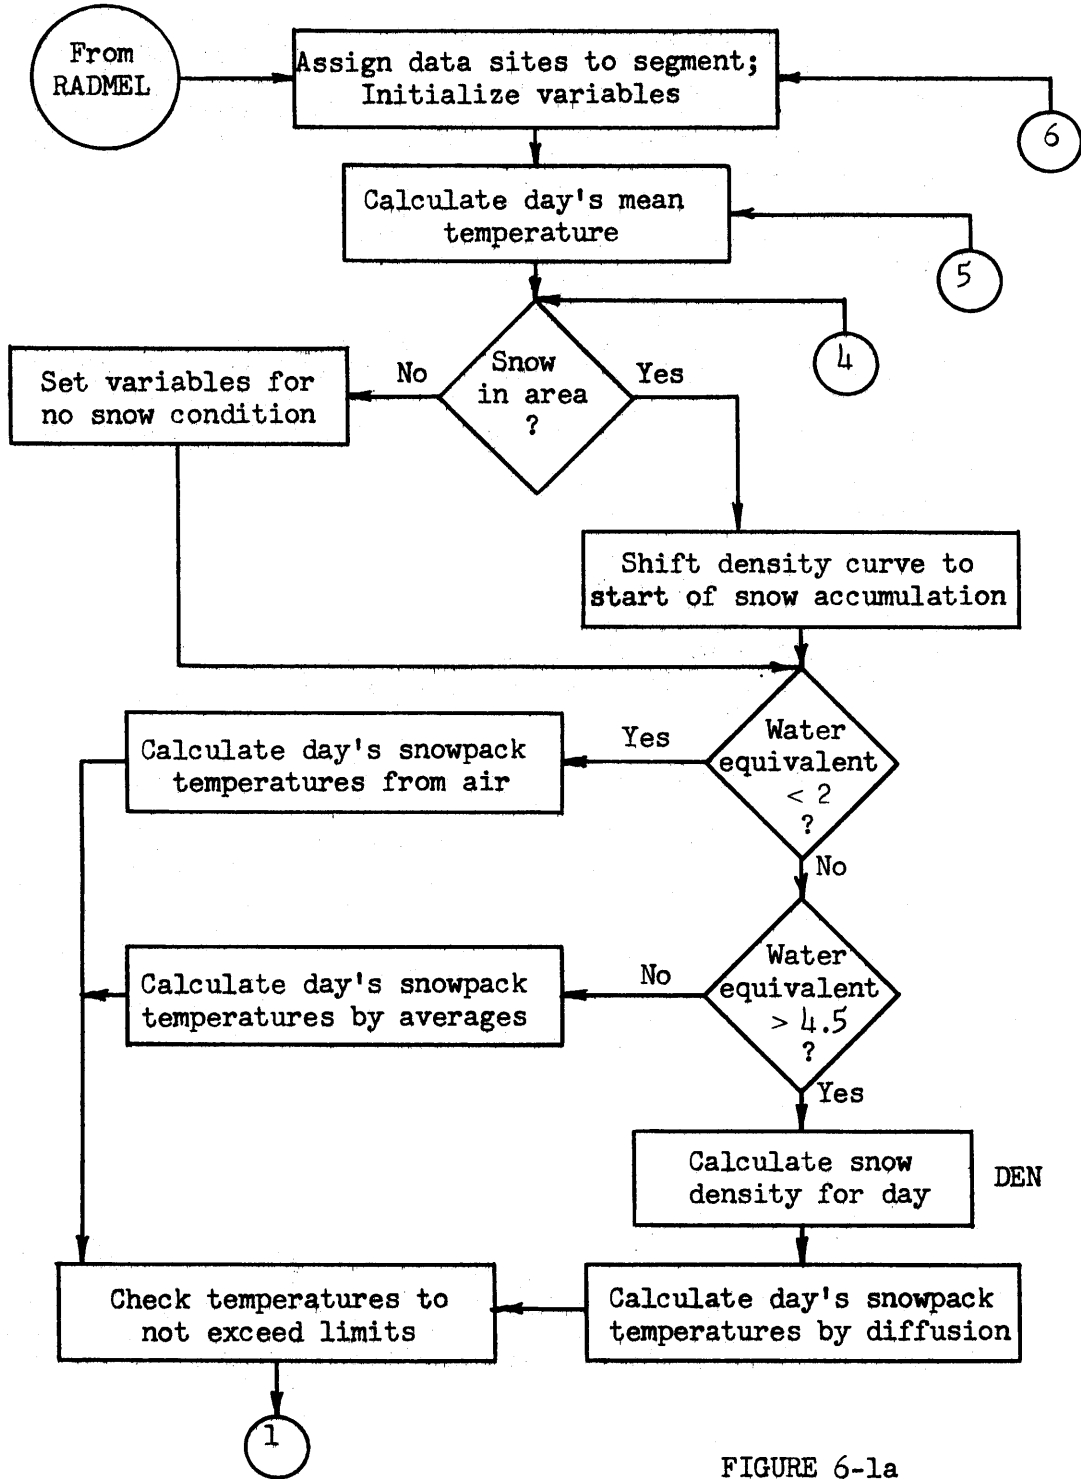 From
RADMEL
Assign data sites to segment;
Initialize variables
6
Calculate day's mean
temperature
5
4
Snow
in area
?
No
Yes
Set variables for
no snow condition
Shift density curve to
start of snow accumulation
Water
equivalent
< 2
?
Yes
No
Calculate day's snowpack
temperatures from air
Water
equivalent
> 4.5
?
No
Yes
Calculate day's snowpack
temperatures by averages
Calculate snow
density for day
DEN
Calculate day's snowpack
temperatures by diffusion
Check temperatures to
not exceed limits
1
FIGURE 6-1a